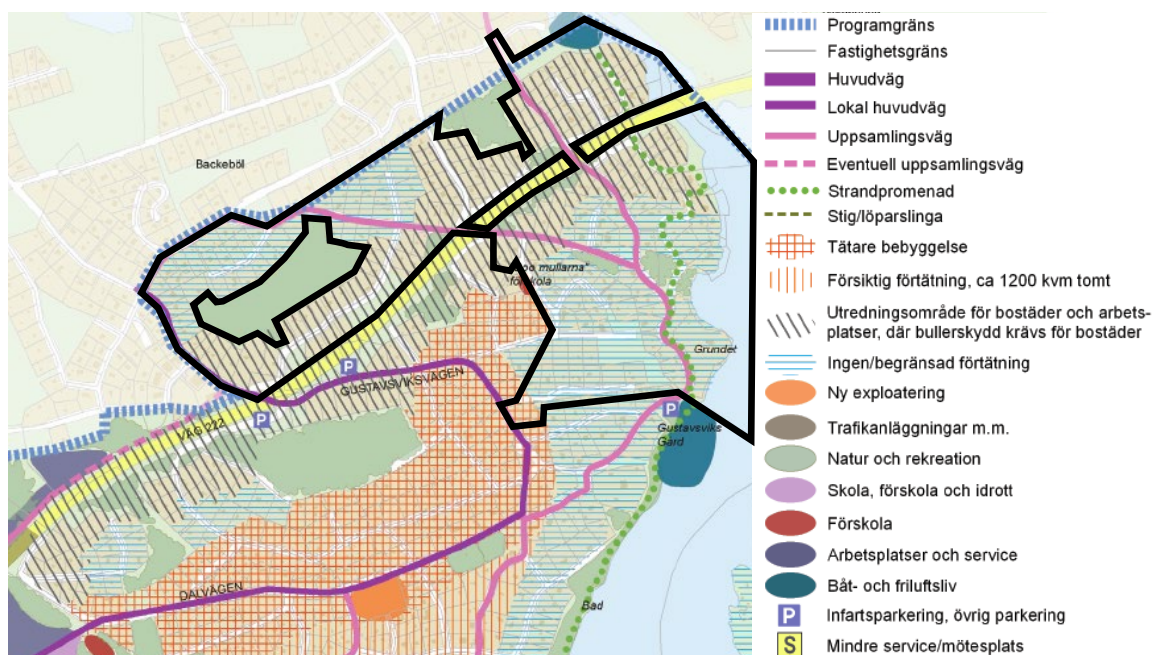 Programgräns
Fastighetsgräns
Huvudväg
Lokal huvudväg
Uppsamlingsväg
Eventuell uppsamlingsväg
Strandpromenad
Stig/löparslinga
Tätare bebyggelse
Försiktig förtätning, ca 1200 kvm tomt
Utredningsområde för bostäder och arbets-
platser, där bullerskydd krävs för bostäder
Ingen/begränsad förtätning
Ny exploatering
Trafikanläggningar m.m.
Natur och rekreation
Skola, förskola och idrott
Förskola
Arbetsplatser och service
Båt- och friluftsliv
P Infartsparkering, övrig parkering
S Mindre service/mötesplats
Backeböl
mullarna"
förskola
Grundet
P
GUSTAVSVIKSVÄGEN
P
VÄG 222
P
Gustavsviks
Gård
DALVÄGEN
Bad